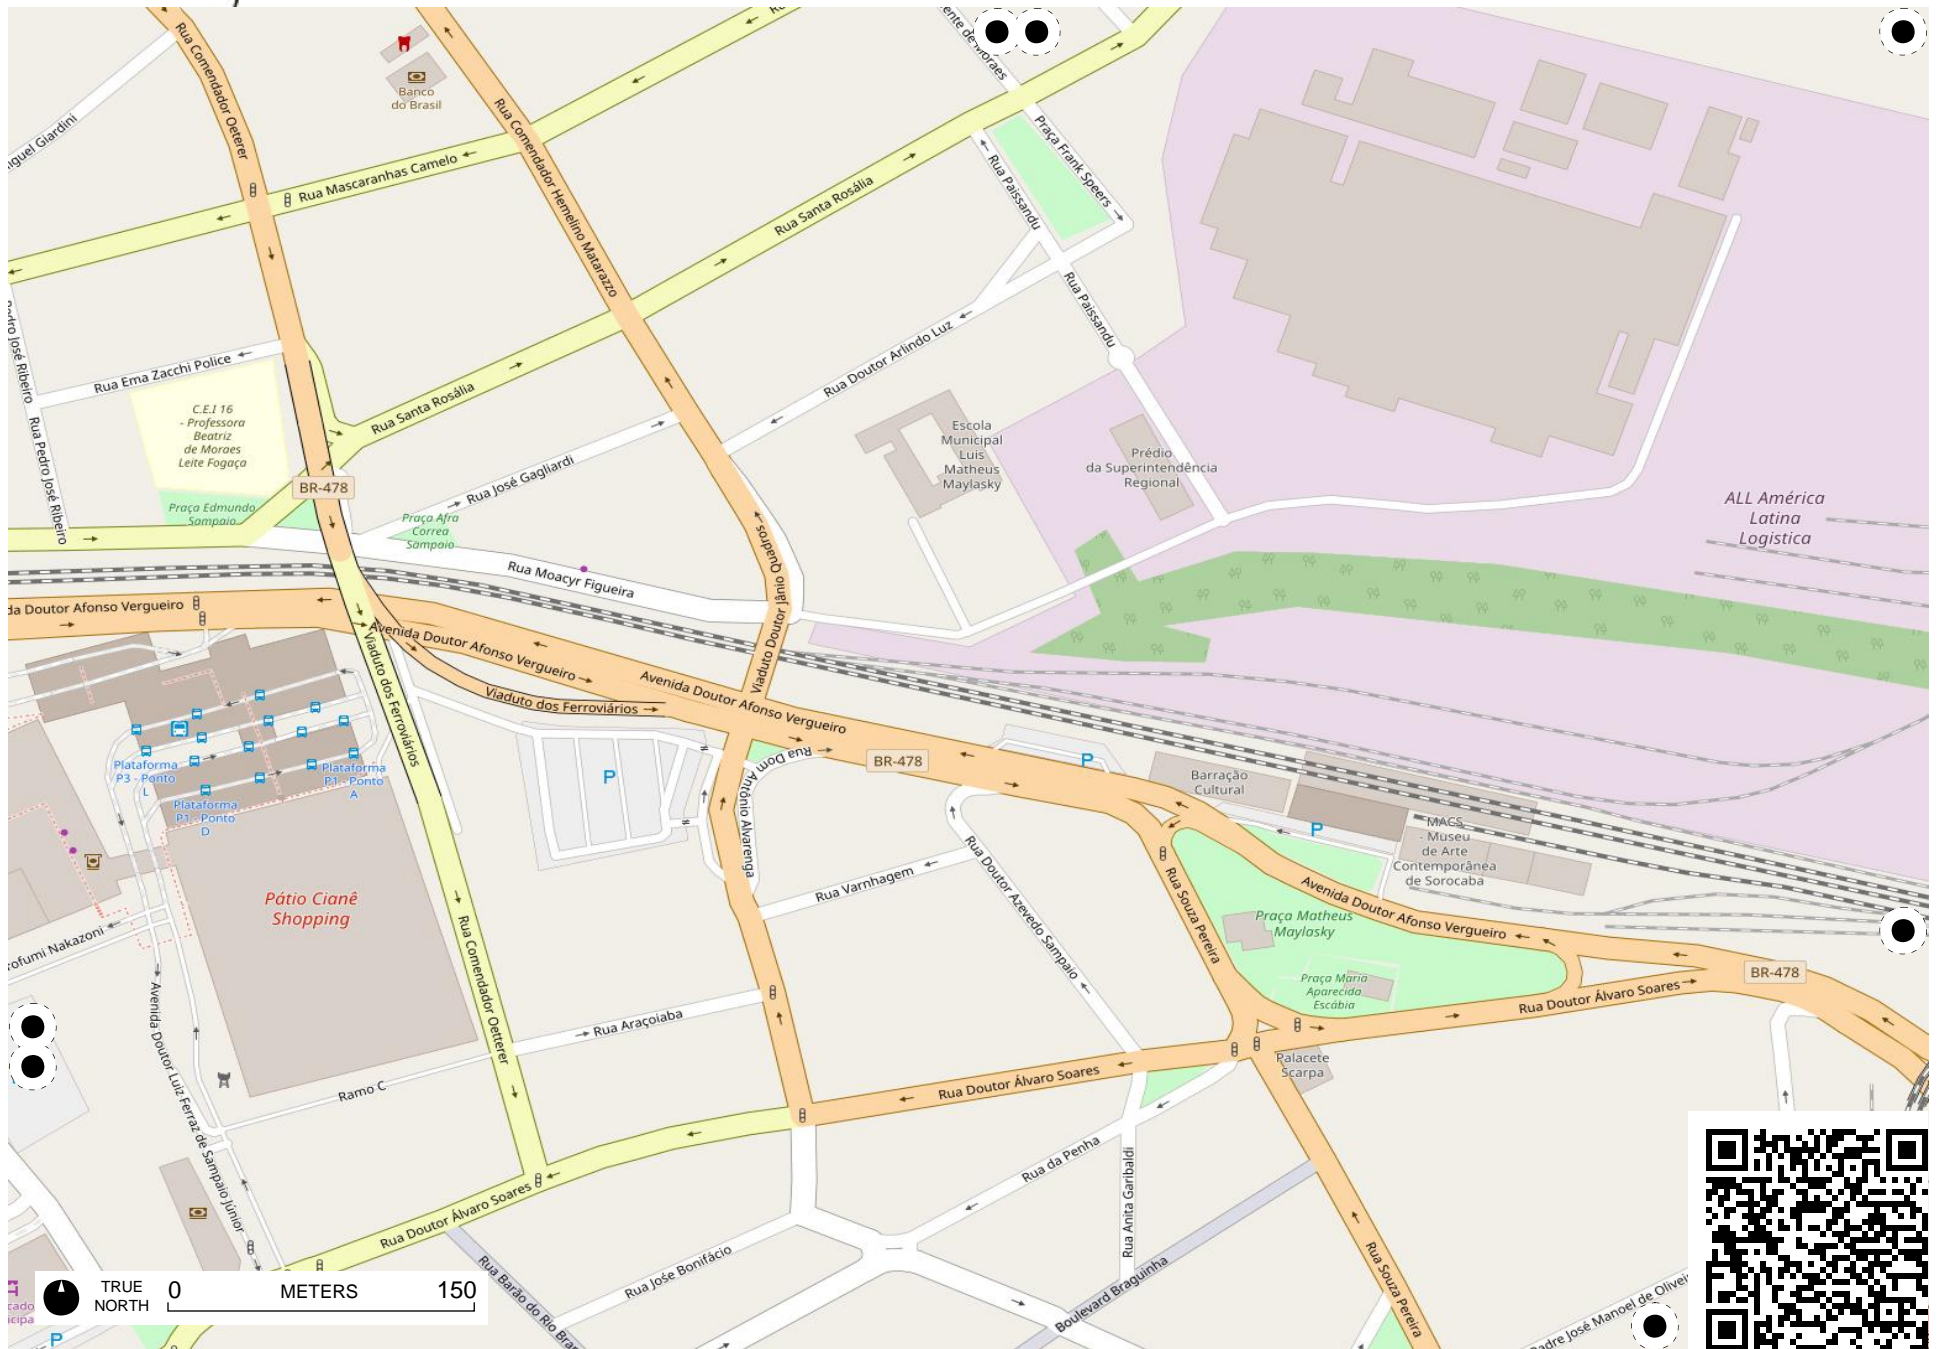 Rua Comendador Oeterer
Banco
do Brasil
Rua Comendador Hemelino Matarazzo
Praça Frank Speers
Rua Paissandu
Rua Mascaranhas Camelo
Rua Santa Rosália
Rua Paissandu
Rua Doutor Arlindo Luz
Rua Ema Zacchi Police
Rua Santa Rosália
C.E.I 16
- Professora
Beatriz
de Moraes
Leite Fogaça
Rua Pedro José Ribeiro
Rua José Gagliardi
Escola
Municipal
Luis
Matheus
Maylasky
Prédio
da Superintendência
Regional
BR-478
Praça Edmundo
Sampaio
Praça Afra
Correa
Sampaio
ALL América
Latina
Logistica
Rua Moacyr Figueira
Viaduto Doutor Jânio Quadros
da Doutor Afonso Vergueiro
Avenida Doutor Afonso Vergueiro
Avenida Doutor Afonso Vergueiro
Viaduto dos Ferroviários
Viaduto dos Ferroviários
BR-478
Rua Dom Antônio Alvarenga
Plataforma
P3 - Ponto
L
Plataforma
P1 - Ponto
A
Plataforma
P1 - Ponto
D
P
P
P
Barração
Cultural
MACS
- Museu
de Arte
Contemporânea
de Sorocaba
Rua Varnhagem
Rua Doutor Azevedo Sampaio
Rua Souza Pereira
Avenida Doutor Afonso Vergueiro
Pátio Cianê
Shopping
Praça Matheus
Maylasky
Praça Maria
Aparecida
Escábia
BR-478
Rua Doutor Álvaro Soares
Rua Comendador Oetterer
Rua Araçoiaba
Avenida Doutor Luiz Ferraz de Sampaio Júnior
Ramo C
Rua Doutor Álvaro Soares
Palacete
Scarpa
Rua da Penha
Rua Anita Garibaldi
Rua Doutor Álvaro Soares
Rua Jose Bonifácio
Boulevard Braguinha
Rua Souza Pereira
TRUE
NORTH
0 METERS 150
P